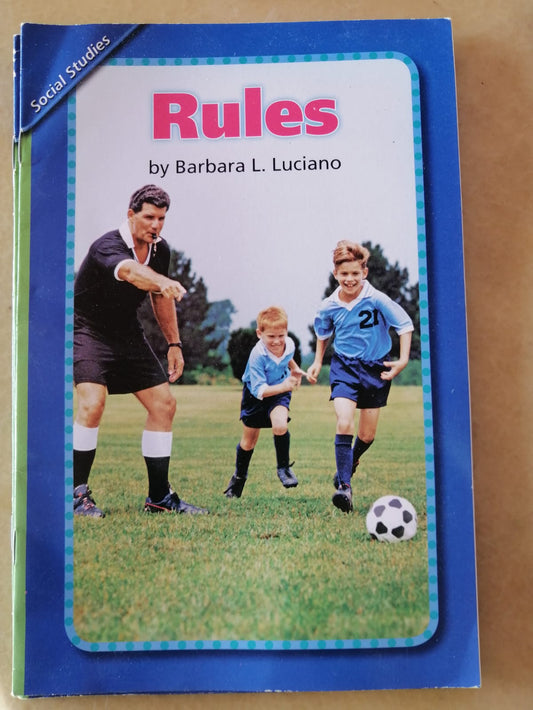 Social Studies
Rules
by Barbara L. Luciano
21